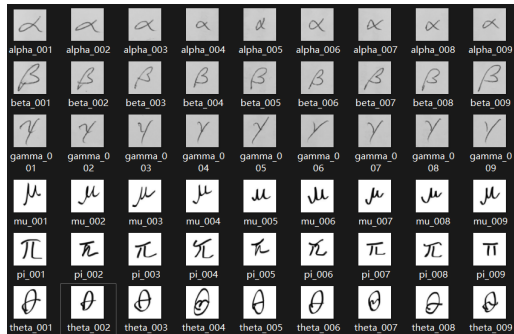 α α α α α α α α α
alpha_001 alpha_002 alpha_003 alpha_004 alpha_005 alpha_006 alpha_007 alpha_008 alpha_009
β β β β β β β β β
beta_001 beta_002 beta_003 beta_004 beta_005 beta_006 beta_007 beta_008 beta_009
γ γ γ γ γ γ γ γ γ
gamma_0 gamma_0 gamma_0 gamma_0 gamma_0 gamma_0 gamma_0 gamma_0 gamma_0
01 02 03 04 05 06 07 08 09
μ μ μ μ μ μ μ μ μ
mu_001 mu_002 mu_003 mu_004 mu_005 mu_006 mu_007 mu_008 mu_009
π π π π π π π π π
pi_001 pi_002 pi_003 pi_004 pi_005 pi_006 pi_007 pi_008 pi_009
θ θ θ θ θ θ θ θ θ
theta_001 theta_002 theta_003 theta_004 theta_005 theta_006 theta_007 theta_008 theta_009